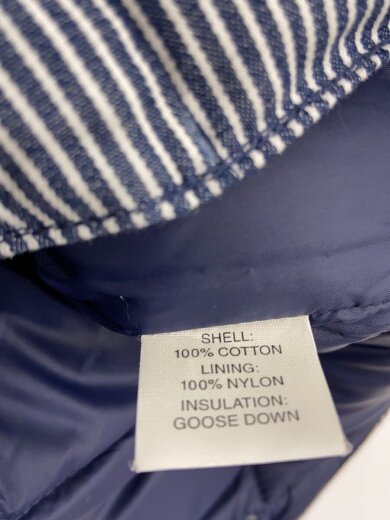 SHELL:
100% COTTON
LINING:
100% NYLON
INSULATION:
GOOSE DOWN